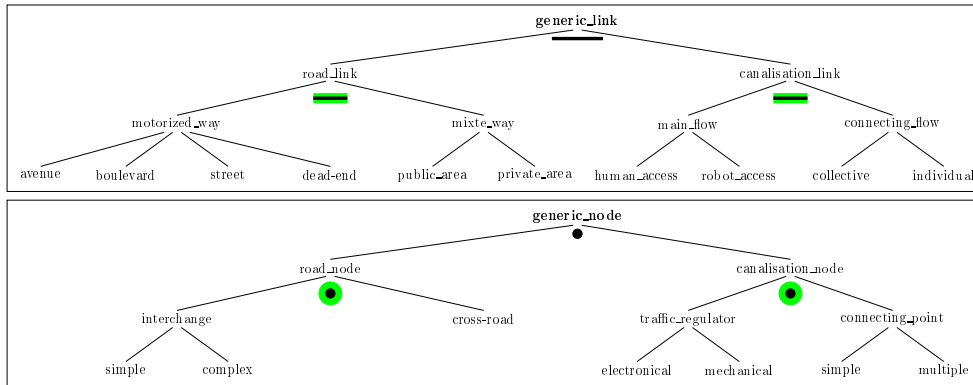 generic_link
road_link canalisation_link
motorized_way mixte_way main_flow connecting_flow
avenue boulevard street dead-end public_area private_area human_access robot_access collective individual
generic_node
road_node canalisation_node
interchange cross-road traffic_regulator connecting_point
simple complex electronical mechanical simple multiple